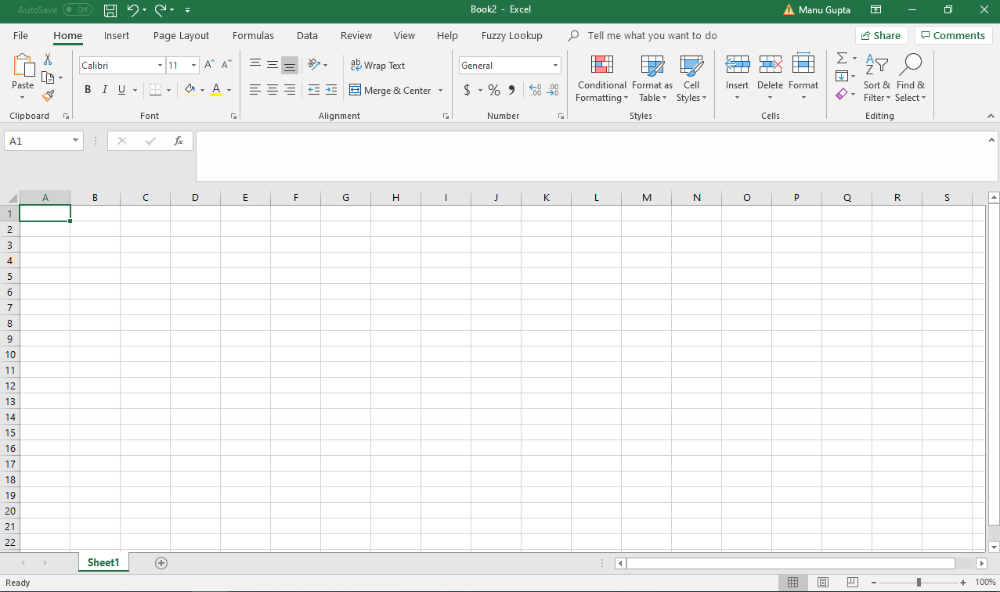 AutoSave Off Book2 - Excel Manu Gupta
File Home Insert Page Layout Formulas Data Review View Help Fuzzy Lookup Tell me what you want to do Share Comments
Calibri 11 Wrap Text General
Paste B I U Merge & Center $ % Conditional Formatting Format as Table Cell Styles Insert Delete Format Sort & Filter Find & Select
Clipboard Font Alignment Number Styles Cells Editing
A1 fx
A B C D E F G H I J K L M N O P Q R S
1
2
3
4
5
6
7
8
9
10
11
12
13
14
15
16
17
18
19
20
21
22
Sheet1
Ready 100%